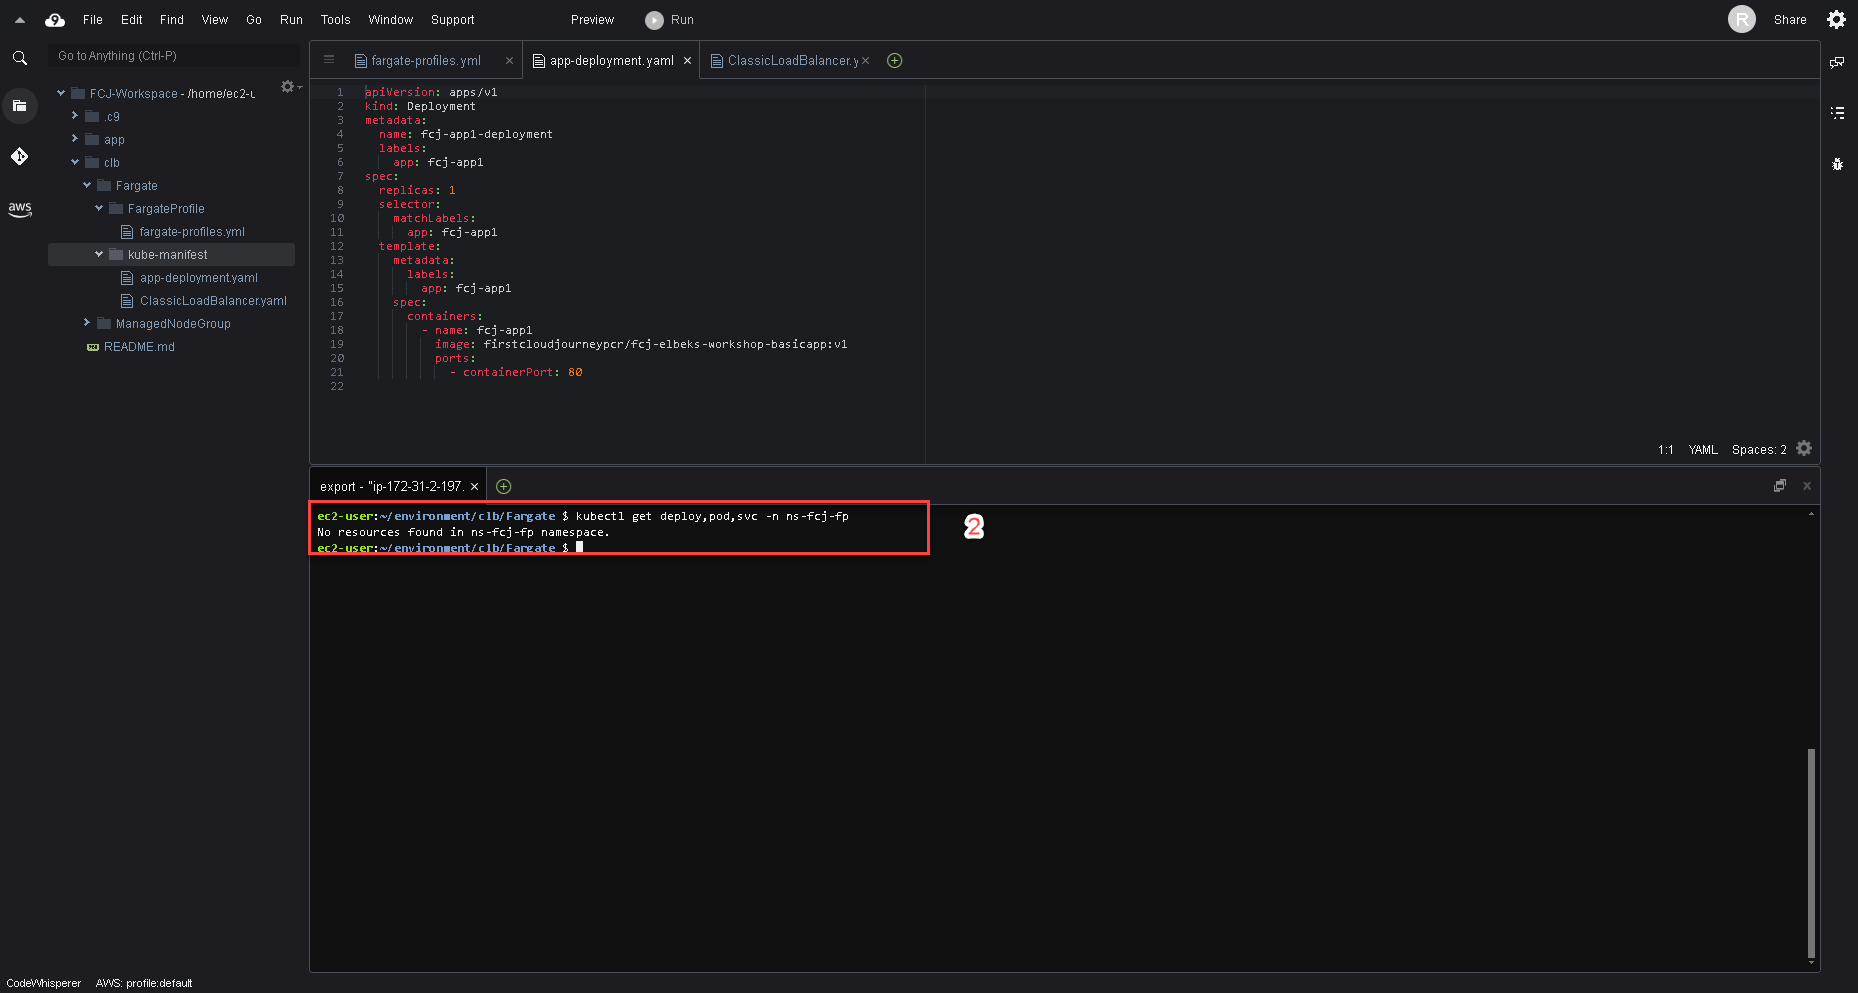 File Edit Find View Go Run Tools Window Support Preview Run R Share
Go to Anything (Ctrl-P)
fargate-profiles.yml
app-deployment.yaml
ClassicLoadBalancer.y
FCJ-Workspace - /home/ec2-u
.c9
app
clb
Fargate
FargateProfile
fargate-profiles.yml
kube-manifest
app-deployment.yaml
ClassicLoadBalancer.yaml
ManagedNodeGroup
README.md
aws
1 apiVersion: apps/v1
2 kind: Deployment
3 metadata:
4 name: fcj-app1-deployment
5 labels:
6 app: fcj-app1
7 spec:
8 replicas: 1
9 selector:
10 matchLabels:
11 app: fcj-app1
12 template:
13 metadata:
14 labels:
15 app: fcj-app1
16 spec:
17 containers:
18 - name: fcj-app1
19 image: firstcloudjourneypcr/fcj-elbeks-workshop-basicapp:v1
20 ports:
21 - containerPort: 80
22
1:1 YAML Spaces: 2
export - "ip-172-31-2-197.
ec2-user:~/environment/clb/Fargate $ kubectl get deploy,pod,svc -n ns-fcj-fp
No resources found in ns-fcj-fp namespace.
ec2-user:~/environment/clb/Fargate $
2
CodeWhisperer AWS: profile:default